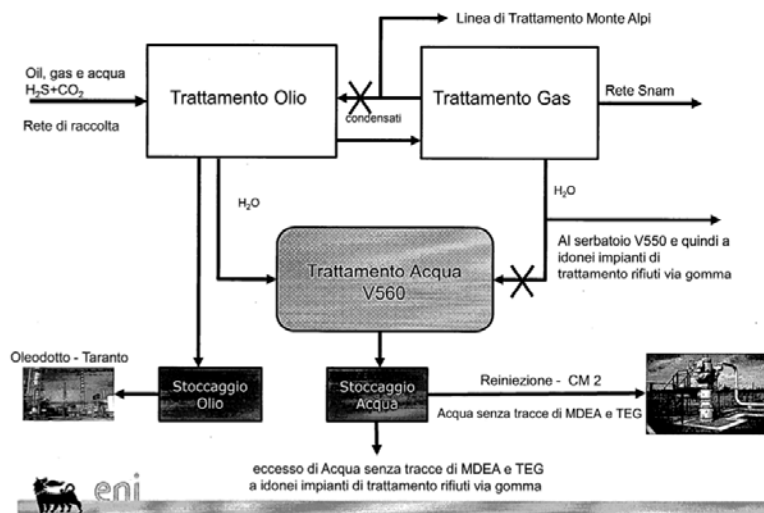 Linea di Trattamento Monte Alpi
Oil, gas e acqua
H₂S+CO₂
Rete di raccolta
Trattamento Olio
condensati
Trattamento Gas
Rete Snam
H₂O
H₂O
Al serbatoio V550 e quindi a
idonei impianti di
trattamento rifiuti via gomma
Trattamento Acqua
V560
Oleodotto - Taranto
Stoccaggio
Olio
Stoccaggio
Acqua
Reiniezione - CM 2
Acqua senza tracce di MDEA e TEG
eccesso di Acqua senza tracce di MDEA e TEG
a idonei impianti di trattamento rifiuti via gomma
eni